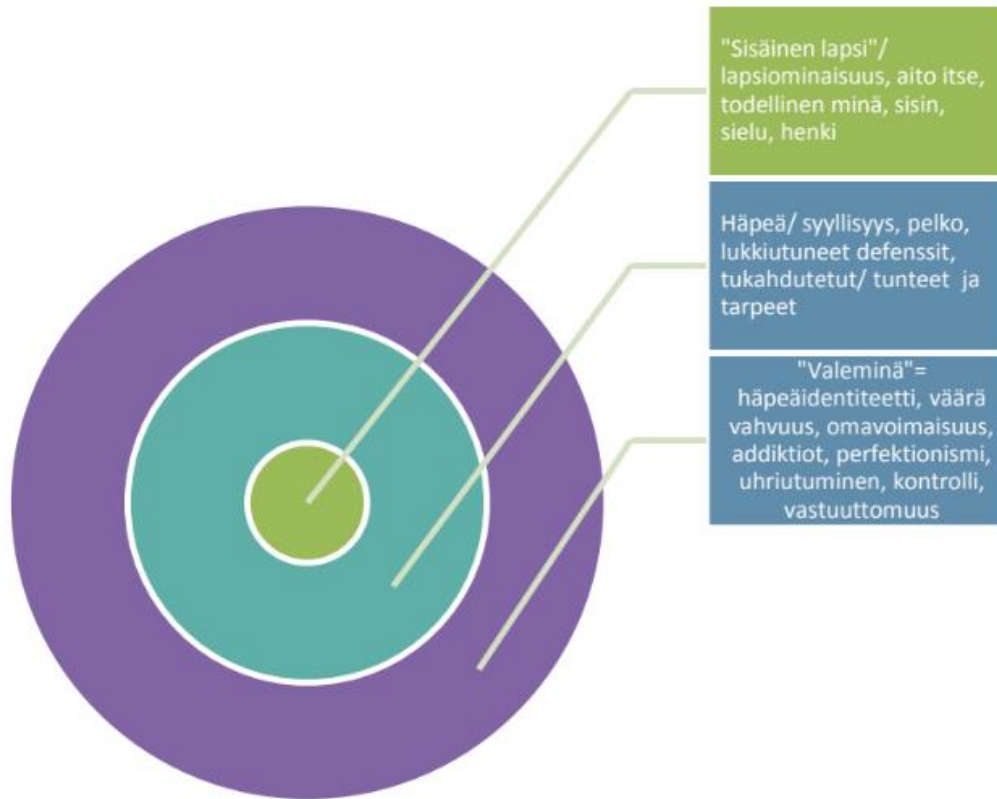 "Sisäinen lapsi"/
lapsiominaisuus, aito itse,
todellinen minä, sisin,
sielu, henki
Häpeä/ syyllisyys, pelko,
lukkiutuneet defenssit,
tukahdutetut/ tunteet ja
tarpeet
"Valeminä"=
häpeäidentiteetti, väärä
vahvuus, omavoimaisuus,
addiktiot, perfektionismi,
uhriutuminen, kontrolli,
vastuuttomuus